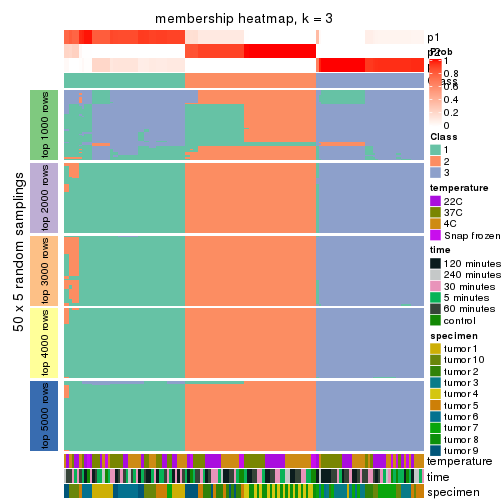 membership heatmap, k = 3
p1
p2
Prob
1
0.8
0.6
0.4
0.2
0
Class
50 x 5 random samplings
top 1000 rows
top 2000 rows
top 3000 rows
top 4000 rows
top 5000 rows
Class
1
2
3
temperature
22C
37C
4C
Snap frozen
time
120 minutes
240 minutes
30 minutes
5 minutes
60 minutes
control
specimen
tumor 1
tumor 10
tumor 2
tumor 3
tumor 4
tumor 5
tumor 6
tumor 7
tumor 8
tumor 9
temperature
time
specimen